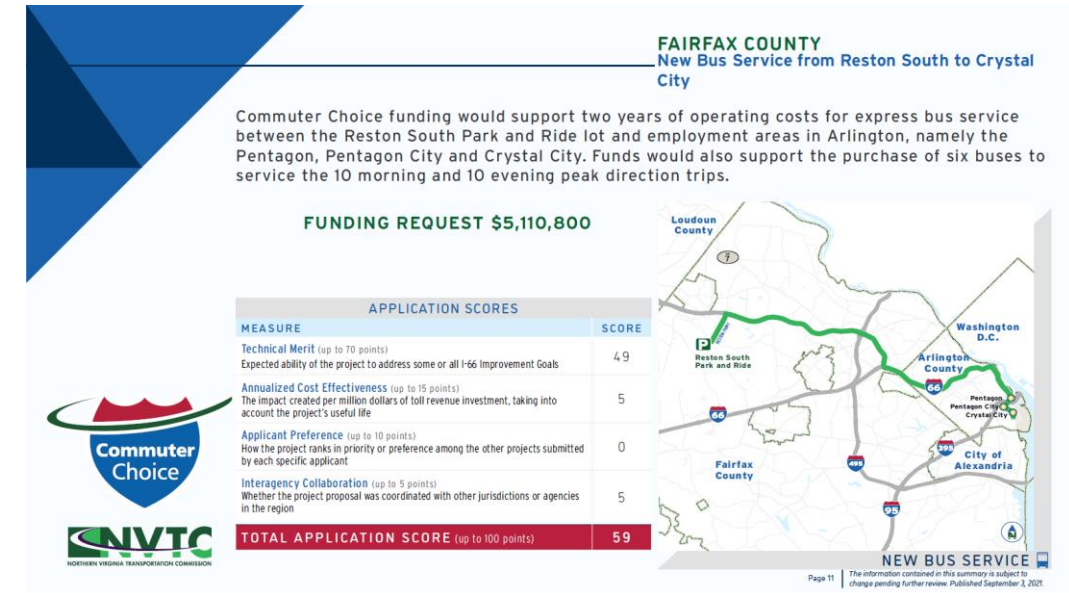 FAIRFAX COUNTY
New Bus Service from Reston South to Crystal
City
Commuter Choice funding would support two years of operating costs for express bus service
between the Reston South Park and Ride lot and employment areas in Arlington, namely the
Pentagon, Pentagon City and Crystal City. Funds would also support the purchase of six buses to
service the 10 morning and 10 evening peak direction trips.
FUNDING REQUEST $5,110,800
APPLICATION SCORES
MEASURE SCORE
Technical Merit (up to 70 points)
Expected ability of the project to address some or all I-66 Improvement Goals
49
Annualized Cost Effectiveness (up to 15 points)
The impact created per million dollars of toll revenue investment, taking into
account the project's useful life
5
Applicant Preference (up to 10 points)
How the project ranks in priority or preference among the other projects submitted
by each specific applicant
0
Interagency Collaboration (up to 5 points)
Whether the project proposal was coordinated with other jurisdictions or agencies
in the region
5
TOTAL APPLICATION SCORE (up to 100 points) 59
Commuter
Choice
NVTC
NORTHERN VIRGINIA TRANSPORTATION COMMISSION
Loudoun
County
7
Washington
D.C.
P
Reston South
Park and Ride
Arlington
County
66
Pentagon
Pentagon City
Crystal City
66
395
495
City of
Alexandria
Fairfax
County
95
N
NEW BUS SERVICE
Page 11
The information contained in this summary is subject to
change pending further review. Published September 3, 2021.